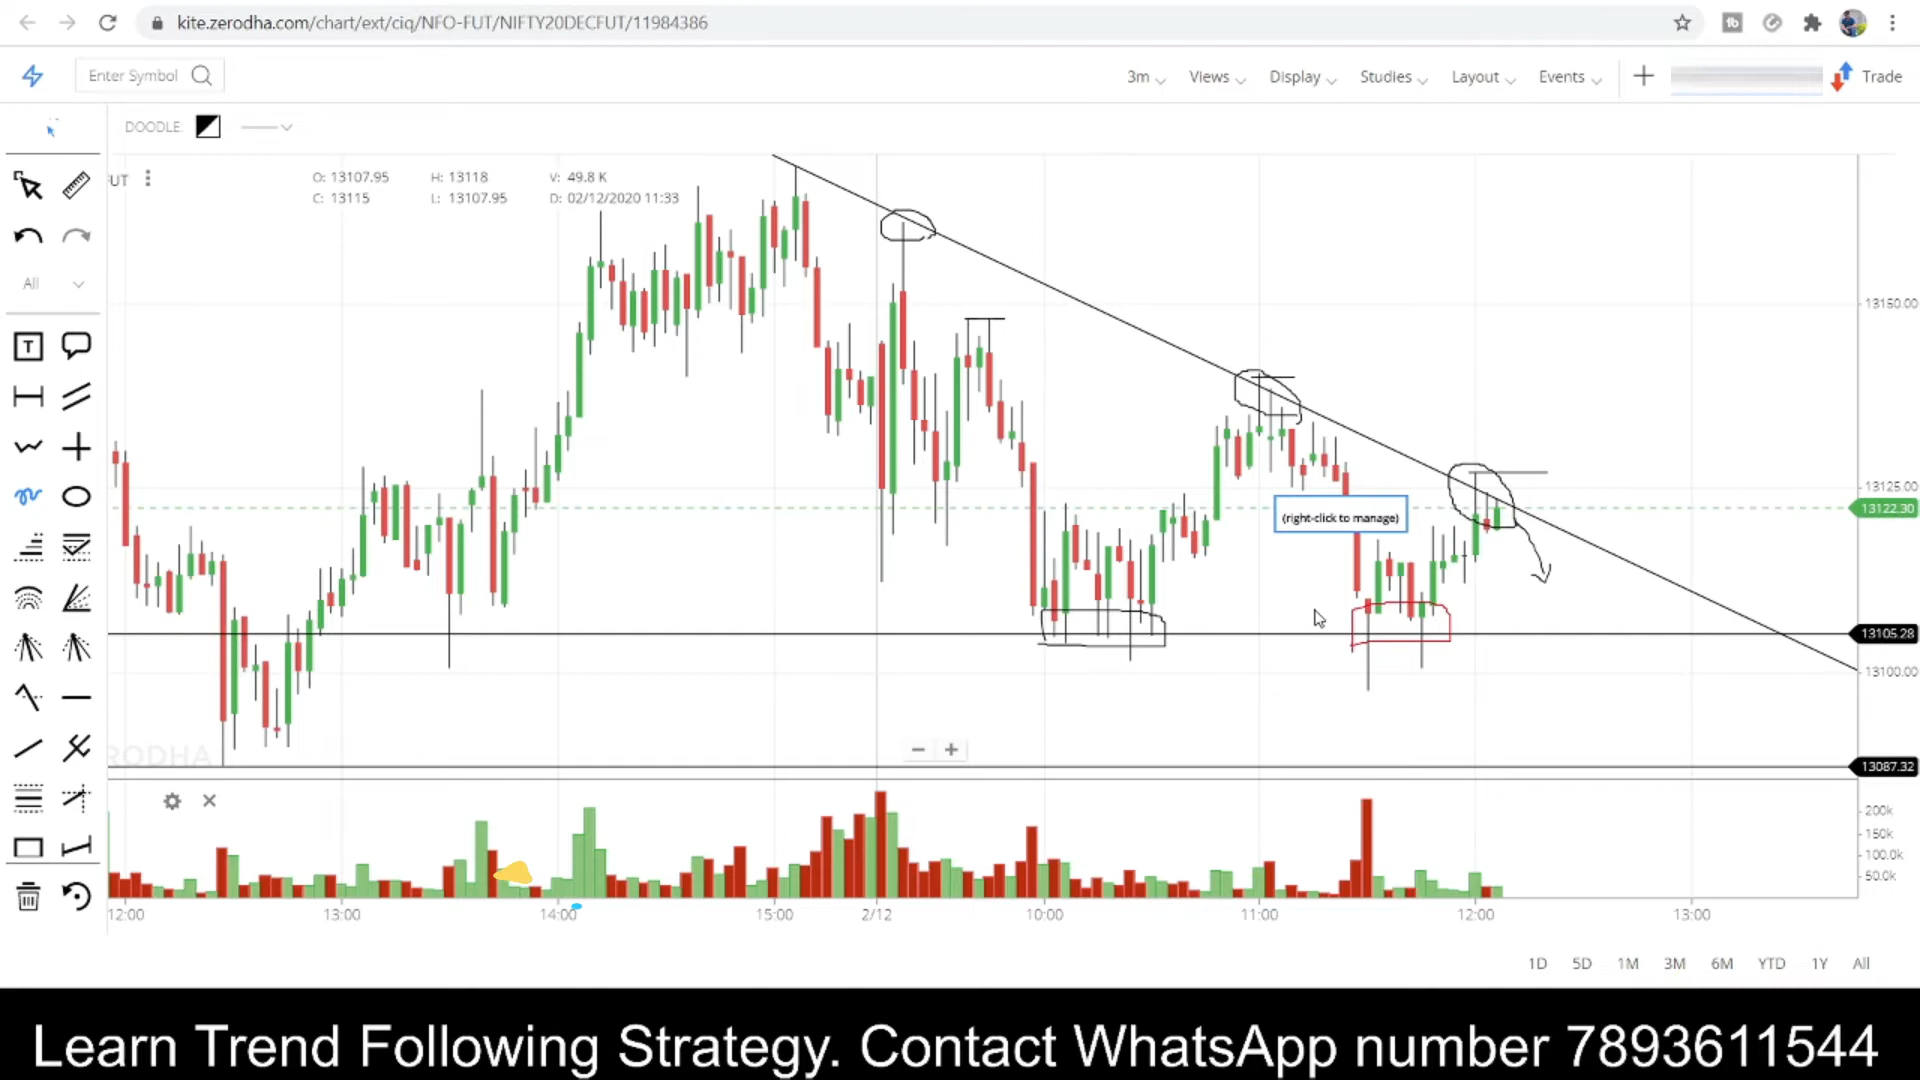 kite.zerodha.com/chart/ext/ciq/NFO-FUT/NIFTY20DECFUT/11984386
Enter Symbol
3m Views Display Studies Layout Events Trade
DOODLE:
UT O: 13107.95 H: 13118 V: 49.8 K
C: 13115 L: 13107.95 D: 02/12/2020 11:33
All
T
13150.00
13125.00
13122.30
(right-click to manage)
13105.28
13100.00
RODHA
13087.32
200k
150k
100.0k
50.0k
12:00 13:00 14:00 15:00 2/12 10:00 11:00 12:00 13:00
1D 5D 1M 3M 6M YTD 1Y All
Learn Trend Following Strategy. Contact WhatsApp number 7893611544